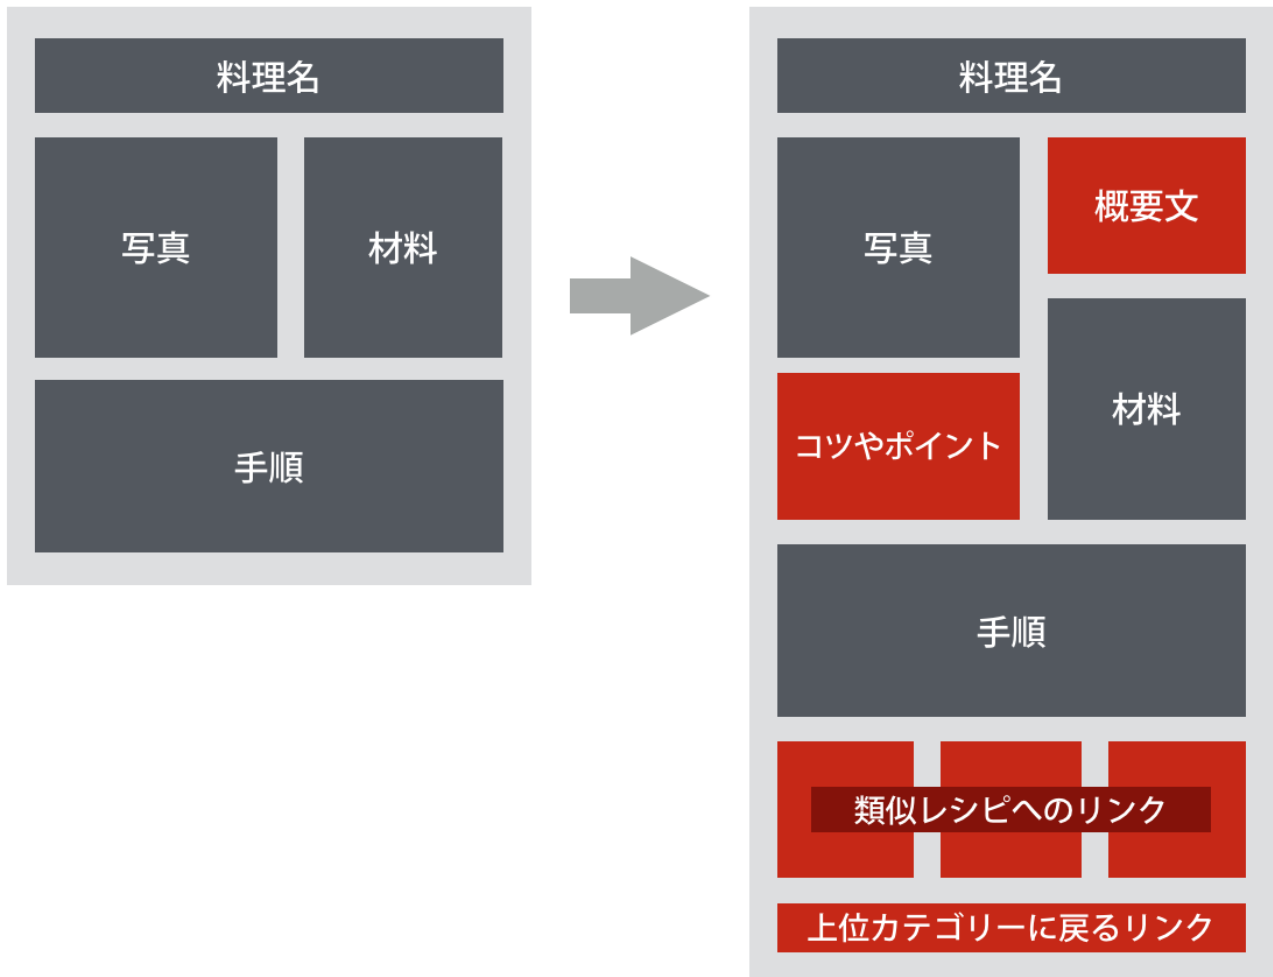 料理名
写真
材料
手順
料理名
写真
概要文
コツやポイント
材料
手順
類似レシピへのリンク
上位カテゴリーに戻るリンク